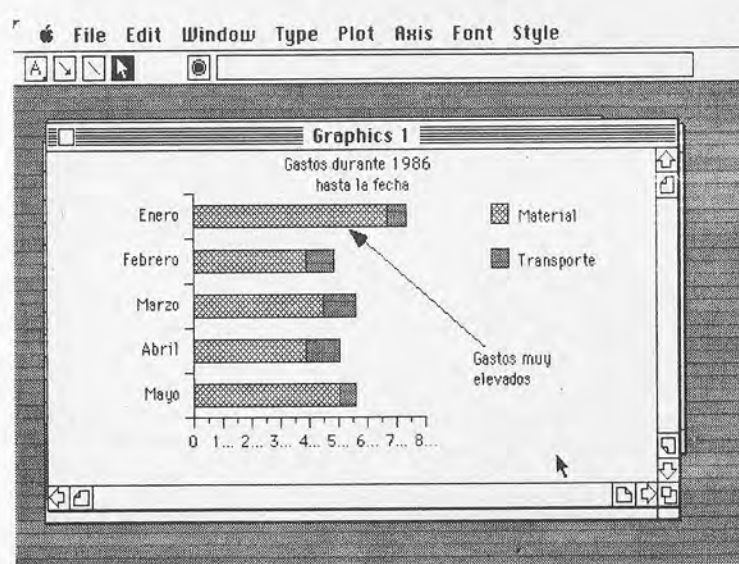 File Edit Window Type Plot Axis Font Style
A
Graphics 1
Gastos durante 1986
hasta la fecha
Enero
Febrero
Marzo
Abril
Mayo
Material
Transporte
Gastos muy
elevados
0 1... 2... 3... 4... 5... 6... 7... 8...